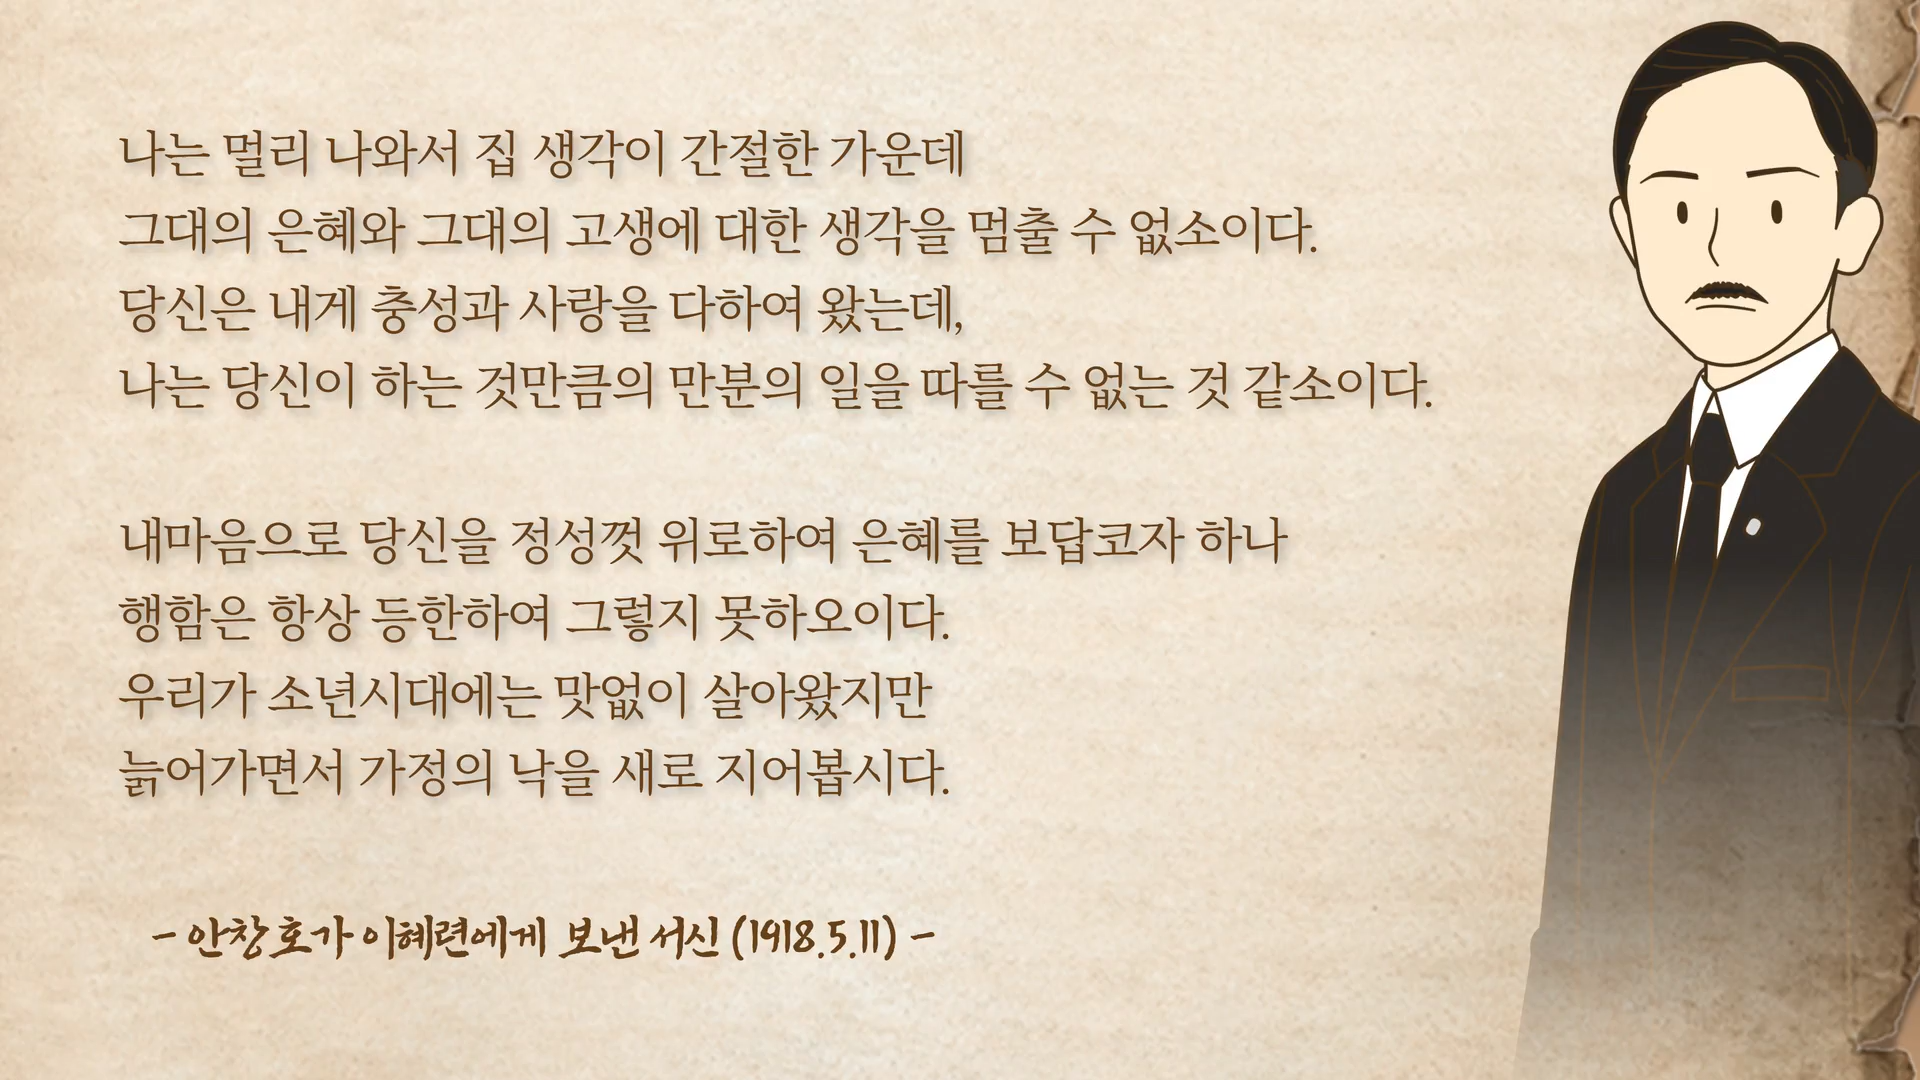 나는 멀리 나와서 집 생각이 간절한 가운데
그대의 은혜와 그대의 고생에 대한 생각을 멈출 수 없소이다.
당신은 내게 충성과 사랑을 다하여 왔는데,
나는 당신이 하는 것만큼의 만분의 일을 따를 수 없는 것 같소이다.
내마음으로 당신을 정성껏 위로하여 은혜를 보답코자 하나
행함은 항상 등한하여 그렇지 못하오이다.
우리가 소년시대에는 맛없이 살아왔지만
늙어가면서 가정의 낙을 새로 지어봅시다.
- 안창호가 이혜련에게 보낸 서신 (1918.5.11) -